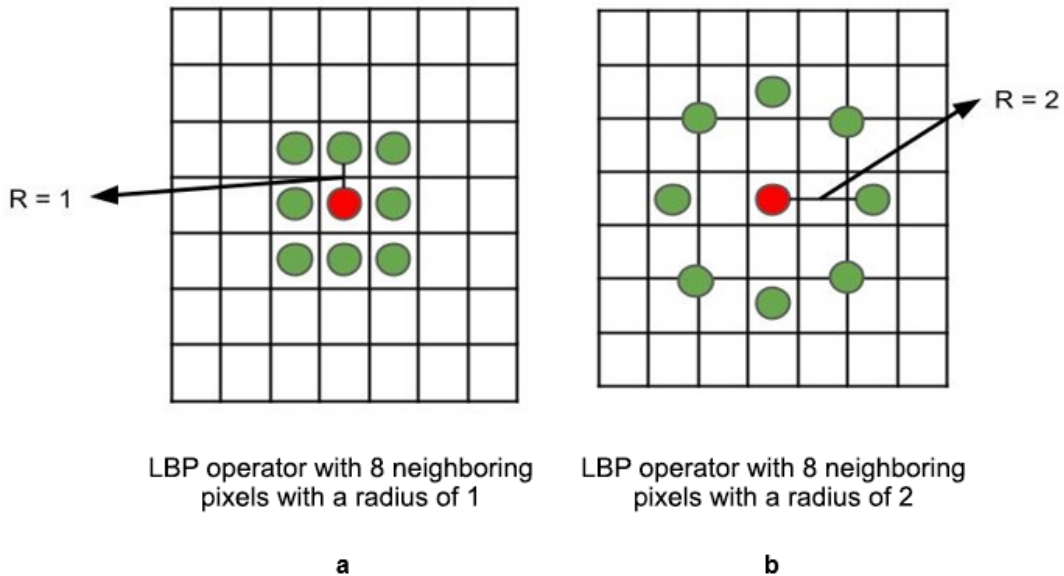 R = 1
R = 2
LBP operator with 8 neighboring
pixels with a radius of 1
LBP operator with 8 neighboring
pixels with a radius of 2
a
b